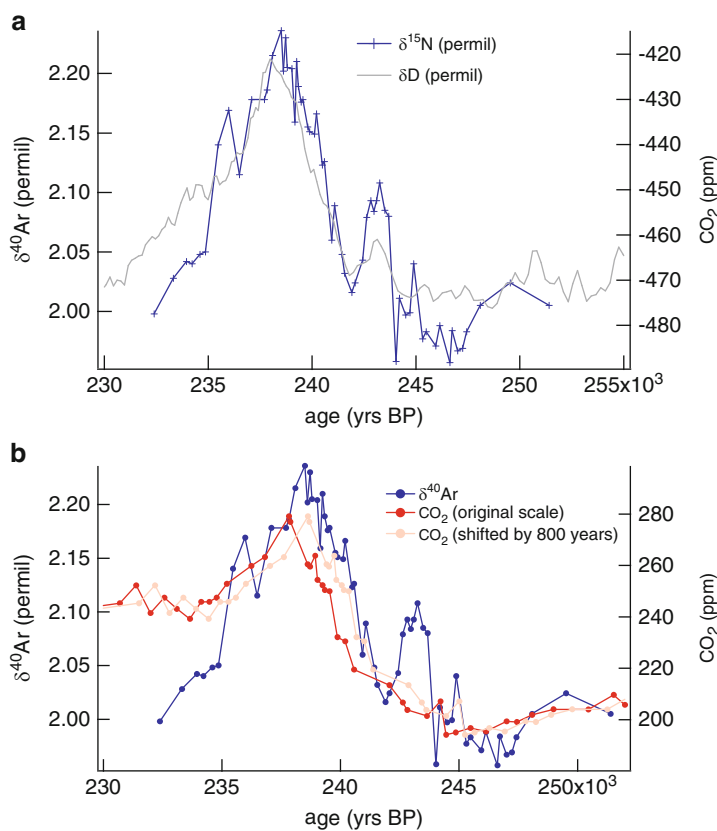 a
δ¹⁵N (permil)
δD (permil)
δ⁴⁰Ar (permil)
2.20
2.15
2.10
2.05
2.00
-420
-430
-440
-450
-460
-470
-480
CO₂ (ppm)
230
235
240
245
250
255x10³
age (yrs BP)
b
δ⁴⁰Ar
CO₂ (original scale)
CO₂ (shifted by 800 years)
δ⁴⁰Ar (permil)
2.20
2.15
2.10
2.05
2.00
280
260
240
220
200
CO₂ (ppm)
230
235
240
245
250x10³
age (yrs BP)